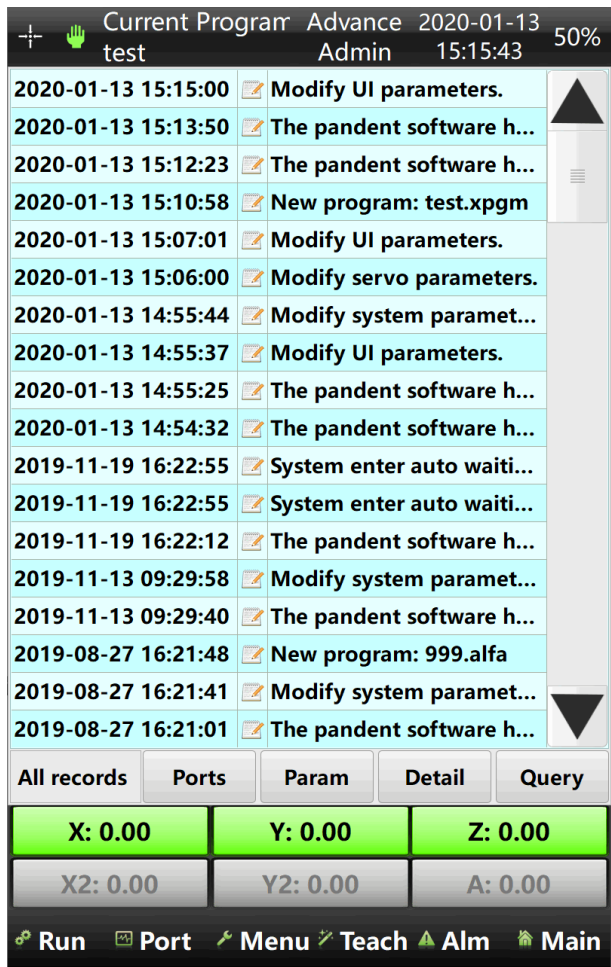 Current Program Advance 2020-01-13 50%
test Admin 15:15:43
2020-01-13 15:15:00 Modify UI parameters.
2020-01-13 15:13:50 The pandent software h...
2020-01-13 15:12:23 The pandent software h...
2020-01-13 15:10:58 New program: test.xpgm
2020-01-13 15:07:01 Modify UI parameters.
2020-01-13 15:06:00 Modify servo parameters.
2020-01-13 14:55:44 Modify system paramet...
2020-01-13 14:55:37 Modify UI parameters.
2020-01-13 14:55:25 The pandent software h...
2020-01-13 14:54:32 The pandent software h...
2019-11-19 16:22:55 System enter auto waiti...
2019-11-19 16:22:55 System enter auto waiti...
2019-11-19 16:22:12 The pandent software h...
2019-11-13 09:29:58 Modify system paramet...
2019-11-13 09:29:40 The pandent software h...
2019-08-27 16:21:48 New program: 999.alfa
2019-08-27 16:21:41 Modify system paramet...
2019-08-27 16:21:01 The pandent software h...
All records Ports Param Detail Query
X: 0.00 Y: 0.00 Z: 0.00
X2: 0.00 Y2: 0.00 A: 0.00
Run Port Menu Teach Alm Main